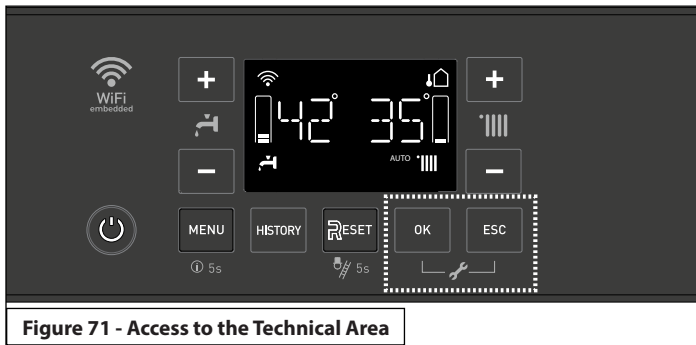 WiFi
embedded
+ +
42° 35°
AUTO
− −
MENU HISTORY RESET OK ESC
5s 5s
Figure 71 - Access to the Technical Area